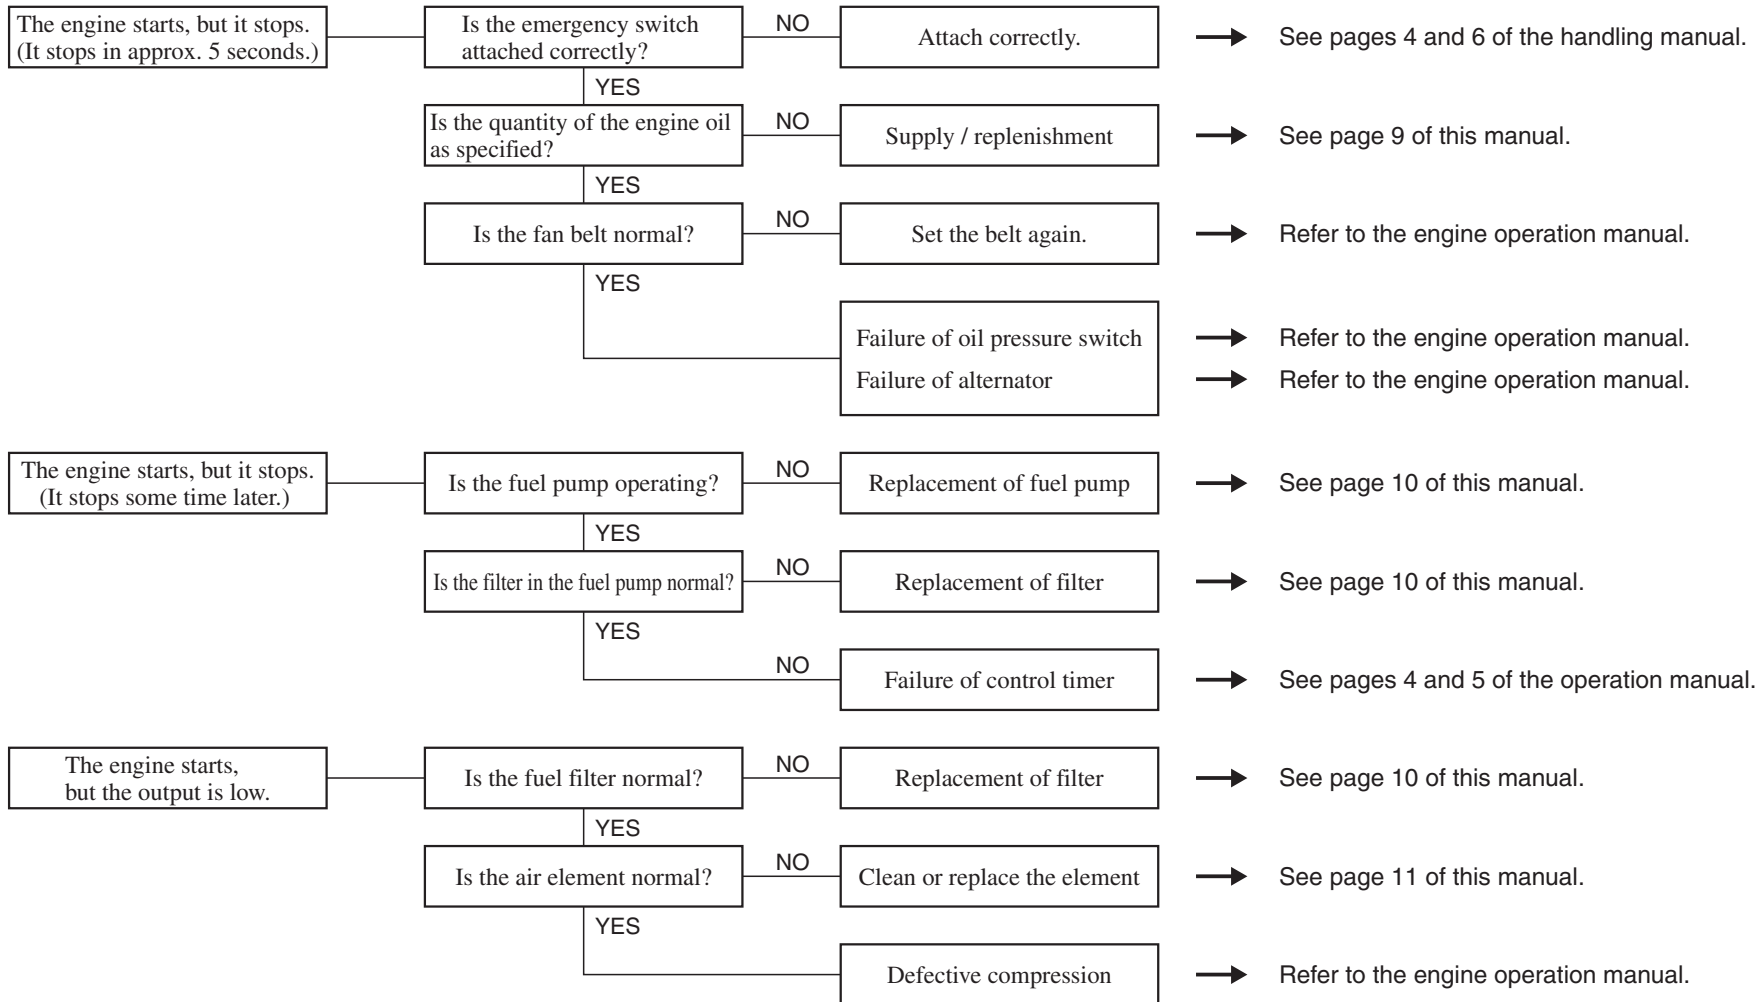 The engine starts, but it stops.
(It stops in approx. 5 seconds.)
Is the emergency switch
attached correctly?
NO
Attach correctly.
See pages 4 and 6 of the handling manual.
YES
Is the quantity of the engine oil
as specified?
NO
Supply / replenishment
See page 9 of this manual.
YES
Is the fan belt normal?
NO
Set the belt again.
Refer to the engine operation manual.
YES
Failure of oil pressure switch
Refer to the engine operation manual.
Failure of alternator
Refer to the engine operation manual.
The engine starts, but it stops.
(It stops some time later.)
Is the fuel pump operating?
NO
Replacement of fuel pump
See page 10 of this manual.
YES
Is the filter in the fuel pump normal?
NO
Replacement of filter
See page 10 of this manual.
YES
NO
Failure of control timer
See pages 4 and 5 of the operation manual.
The engine starts,
but the output is low.
Is the fuel filter normal?
NO
Replacement of filter
See page 10 of this manual.
YES
Is the air element normal?
NO
Clean or replace the element
See page 11 of this manual.
YES
Defective compression
Refer to the engine operation manual.